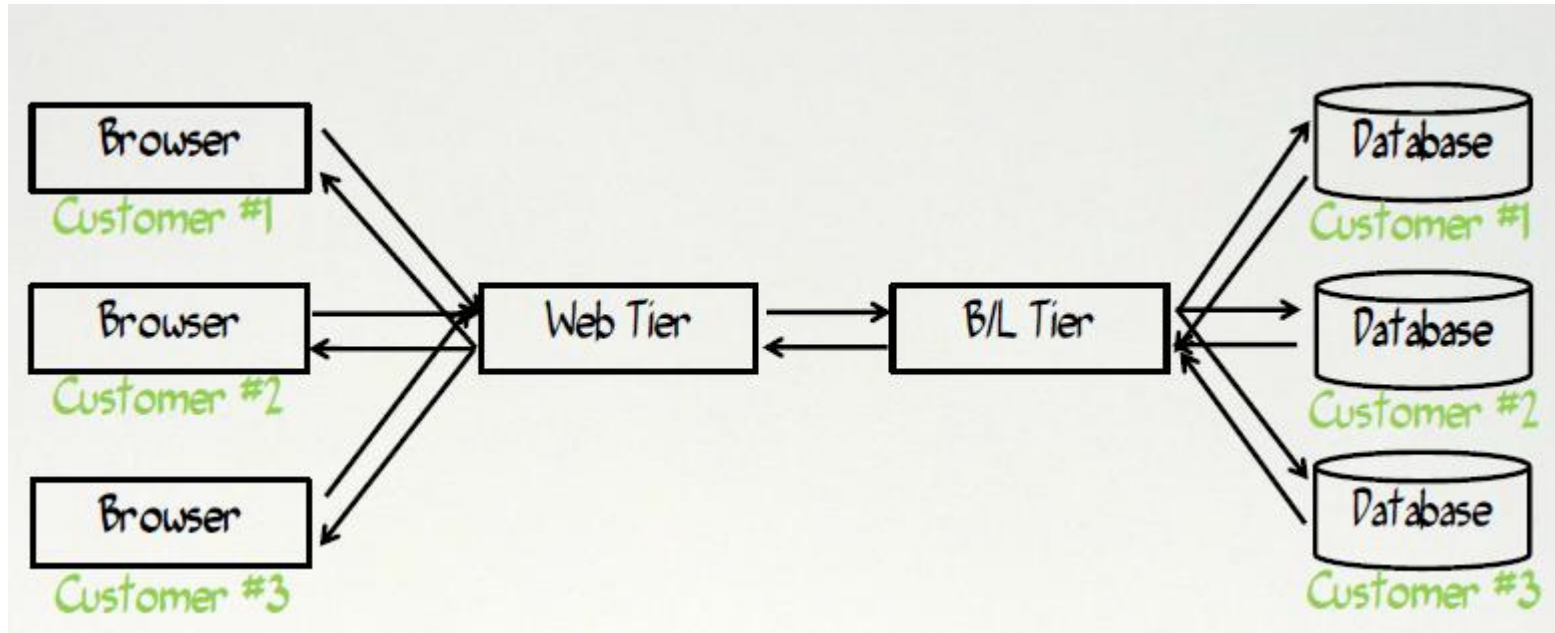 Browser
Customer #1
Browser
Customer #2
Browser
Customer #3
Web Tier
B/L Tier
Database
Customer #1
Database
Customer #2
Database
Customer #3